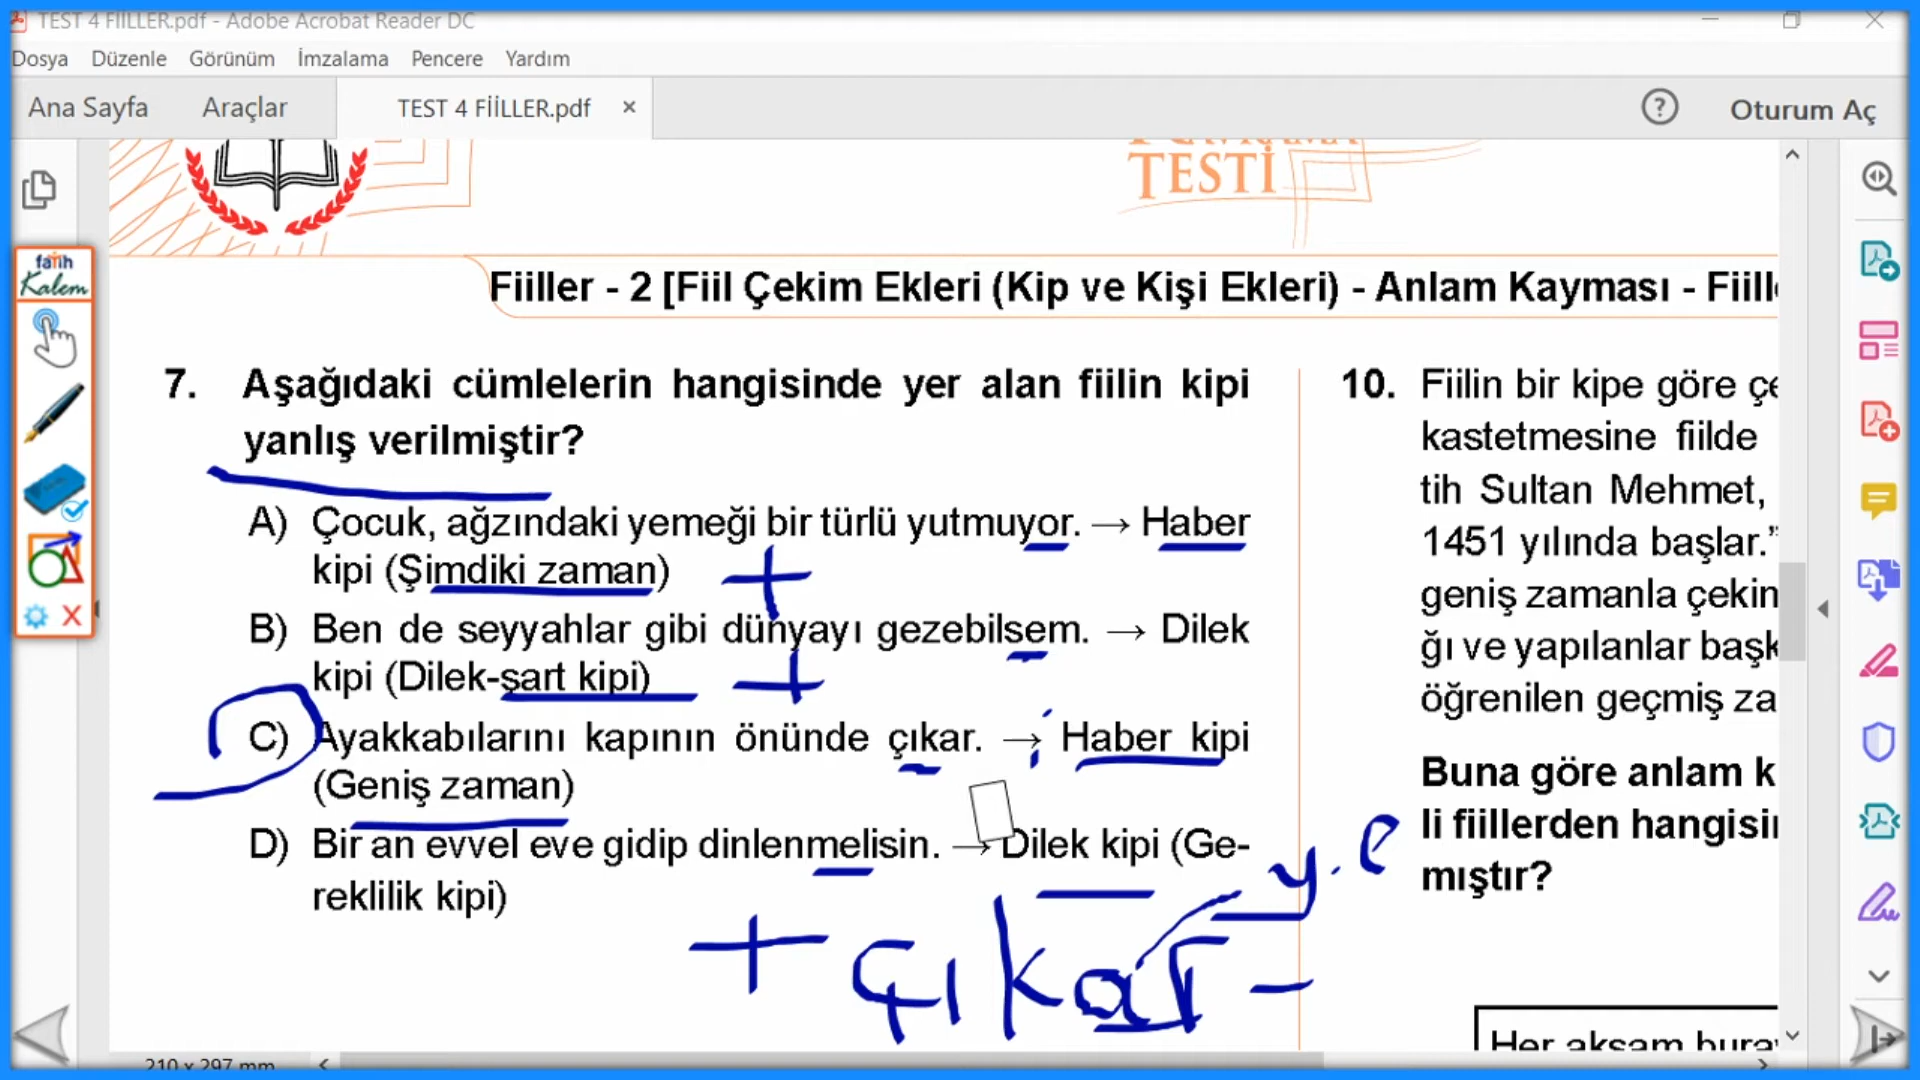 TEST 4 FİİLLER.pdf - Adobe Acrobat Reader DC
Dosya Düzenle Görünüm İmzalama Pencere Yardım
Ana Sayfa Araçlar TEST 4 FİİLLER.pdf × ? Oturum Aç
TESTİ
fatih
Kalem
Fiiller - 2 [Fiil Çekim Ekleri (Kip ve Kişi Ekleri) - Anlam Kayması - Fiill
7. Aşağıdaki cümlelerin hangisinde yer alan fiilin kipi
yanlış verilmiştir?
A) Çocuk, ağzındaki yemeği bir türlü yutmuyor. → Haber
kipi (Şimdiki zaman)
+
B) Ben de seyyahlar gibi dünyayı gezebilsem. → Dilek
kipi (Dilek-şart kipi)
+
C) Ayakkabılarını kapının önünde çıkar. → Haber kipi
(Geniş zaman)
D) Bir an evvel eve gidip dinlenmelisin. → Dilek kipi (Ge-
reklilik kipi)
+ çıkar -
y. e
10. Fiilin bir kipe göre çe
kastetmesine fiilde
tih Sultan Mehmet,
1451 yılında başlar.”
geniş zamanla çekin
ğı ve yapılanlar başk
öğrenilen geçmiş za
Buna göre anlam k
li fiillerden hangisi
mıştır?
Her akşam bura
210 x 297 mm